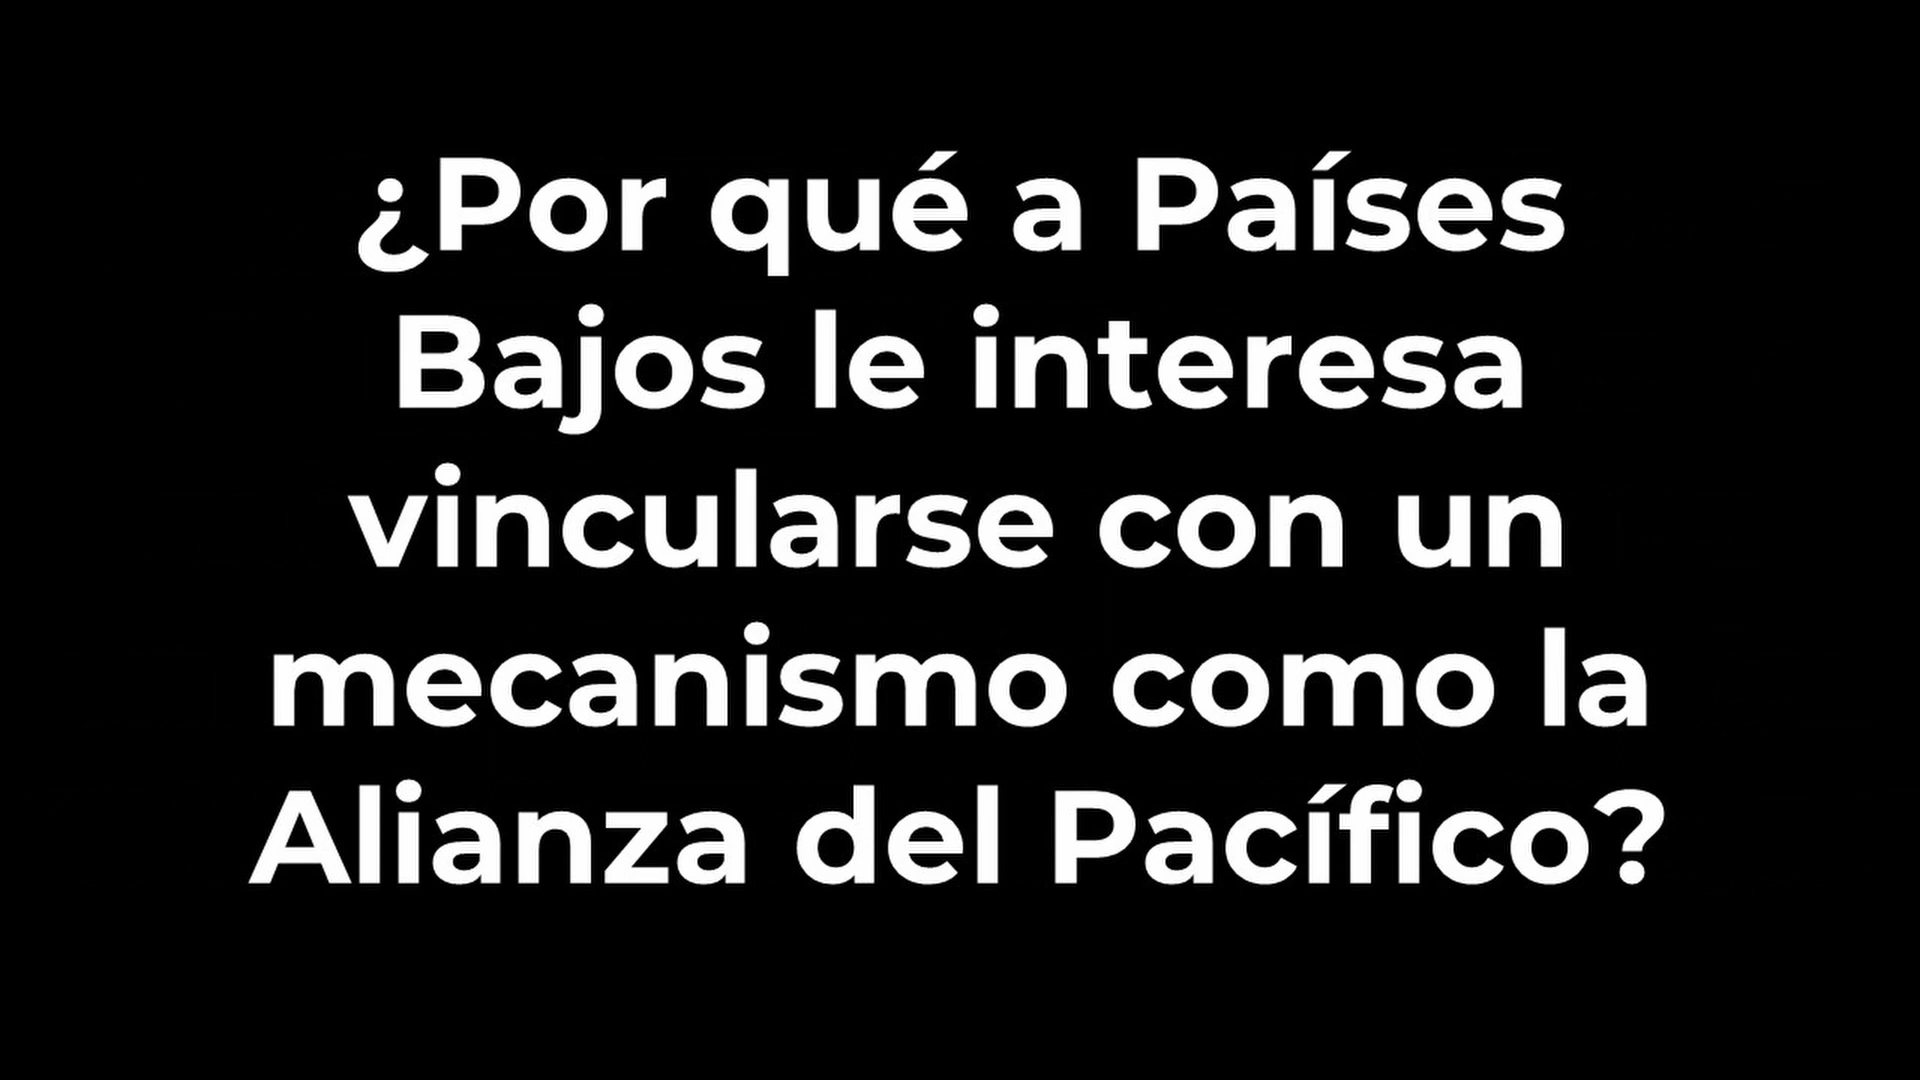 ¿Por qué a Países
Bajos le interesa
vincularse con un
mecanismo como la
Alianza del Pacífico?